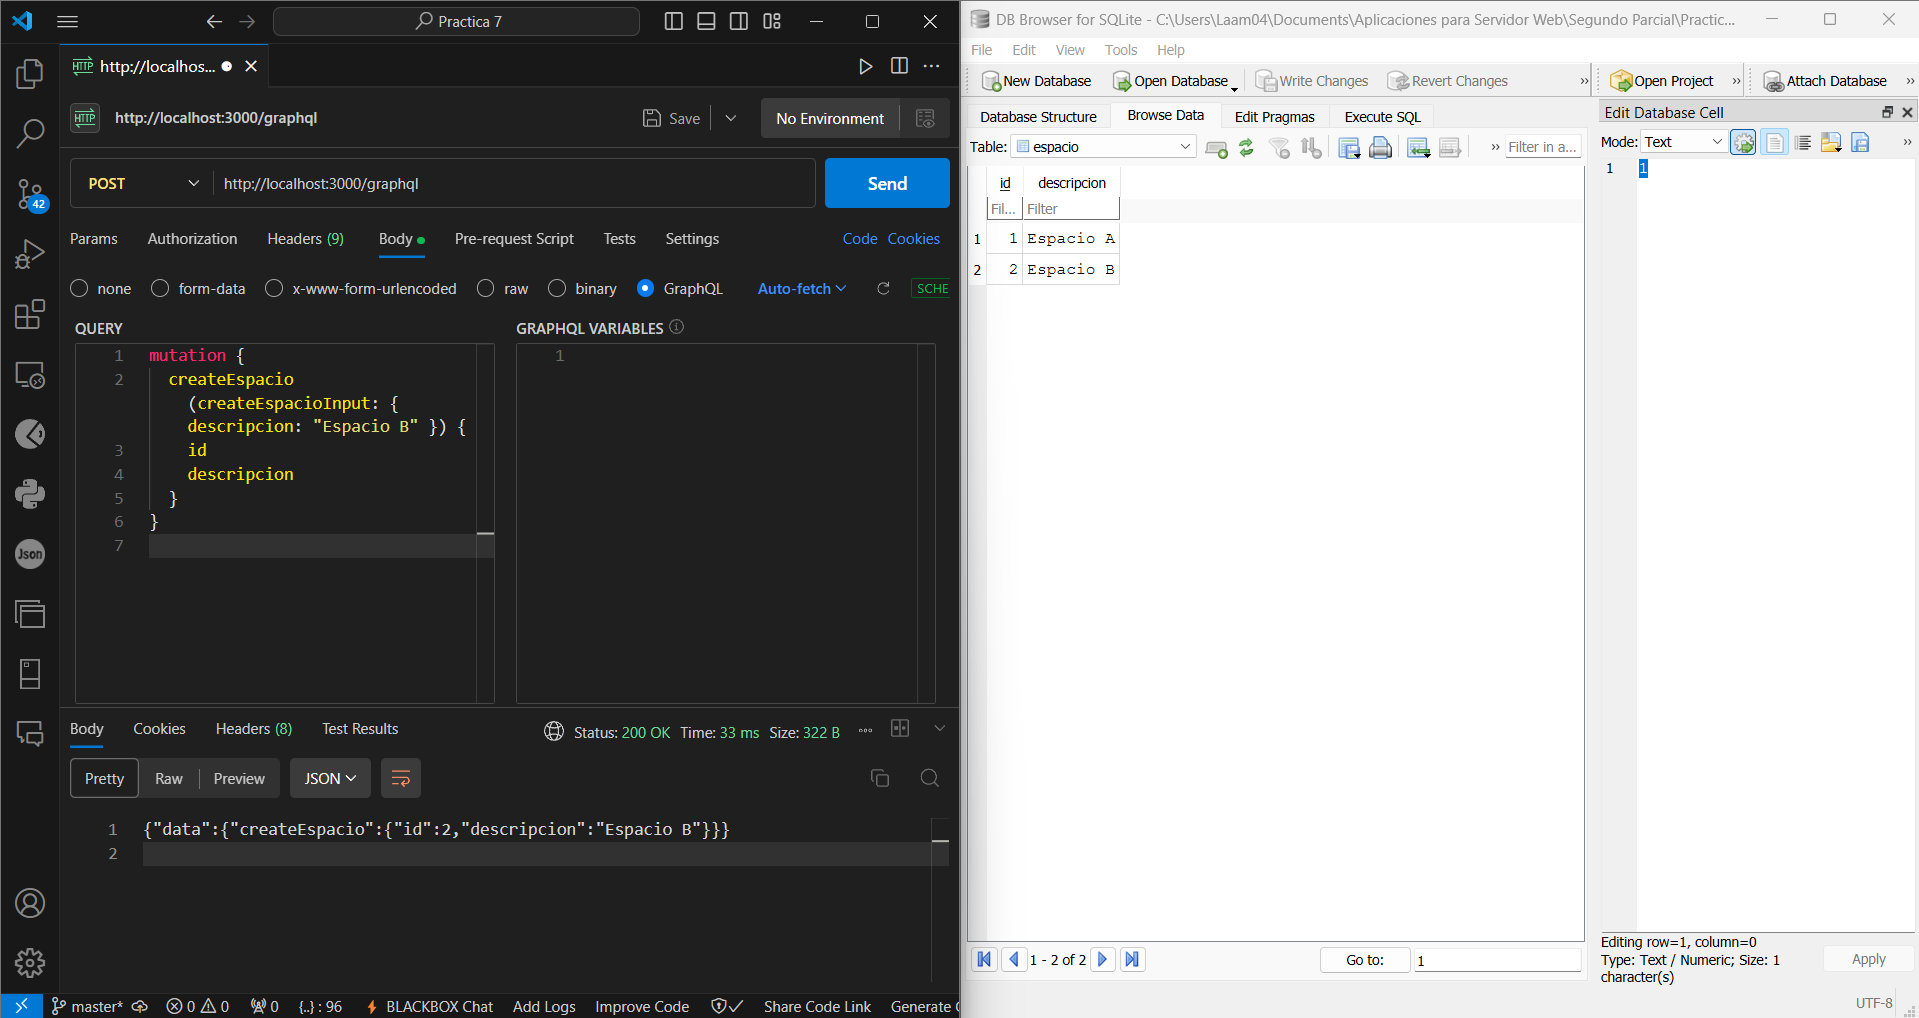 Practica 7
http://localhos...
http://localhost:3000/graphql
Save
No Environment
POST
http://localhost:3000/graphql
Send
Params
Authorization
Headers (9)
Body
Pre-request Script
Tests
Settings
Code
Cookies
none
form-data
x-www-form-urlencoded
raw
binary
GraphQL
Auto-fetch
SCHE
QUERY
1 mutation {
2 createEspacio
(createEspacioInput: {
descripcion: "Espacio B" }) {
3 id
4 descripcion
5 }
6 }
7
GRAPHQL VARIABLES
1
Body
Cookies
Headers (8)
Test Results
Status: 200 OK
Time: 33 ms
Size: 322 B
Pretty
Raw
Preview
JSON
1 {"data":{"createEspacio":{"id":2,"descripcion":"Espacio B"}}}
2
42
Json
master*
0
0
0
{..} : 96
BLACKBOX Chat
Add Logs
Improve Code
Share Code Link
Generate
DB Browser for SQLite - C:\Users\Laam04\Documents\Aplicaciones para Servidor Web\Segundo Parcial\Practic...
File
Edit
View
Tools
Help
New Database
Open Database
Write Changes
Revert Changes
»
Open Project
»
Attach Database
»
Database Structure
Browse Data
Edit Pragmas
Execute SQL
Table:
espacio
»
Filter in a...
id
descripcion
Fil...
Filter
1 1 Espacio A
2 2 Espacio B
1 - 2 of 2
Go to:
1
Edit Database Cell
Mode:
Text
»
1 1
Editing row=1, column=0
Type: Text / Numeric; Size: 1
character(s)
Apply
UTF-8